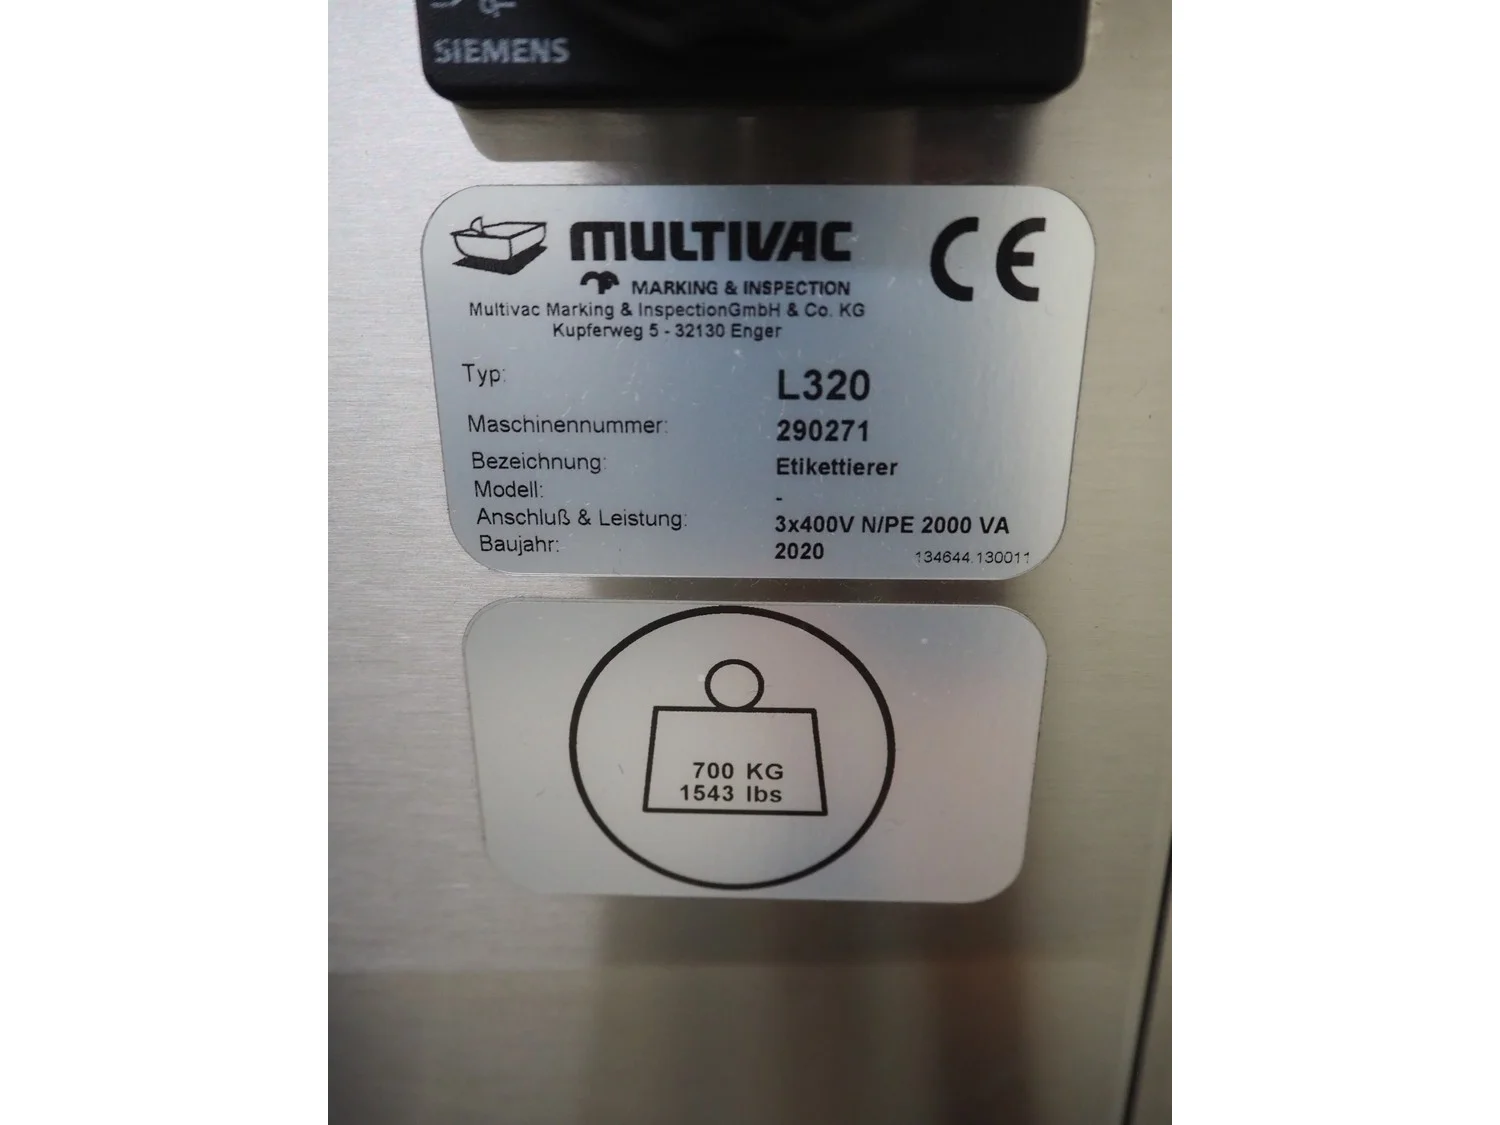 SIEMENS
MULTIVAC
MARKING & INSPECTION
Multivac Marking & InspectionGmbH & Co. KG
Kupferweg 5 - 32130 Enger
CE
Typ: L320
Maschinennummer: 290271
Bezeichnung: Etikettierer
Modell: -
Anschluß & Leistung: 3x400V N/PE 2000 VA
Baujahr: 2020 134644.130011
700 KG
1543 lbs